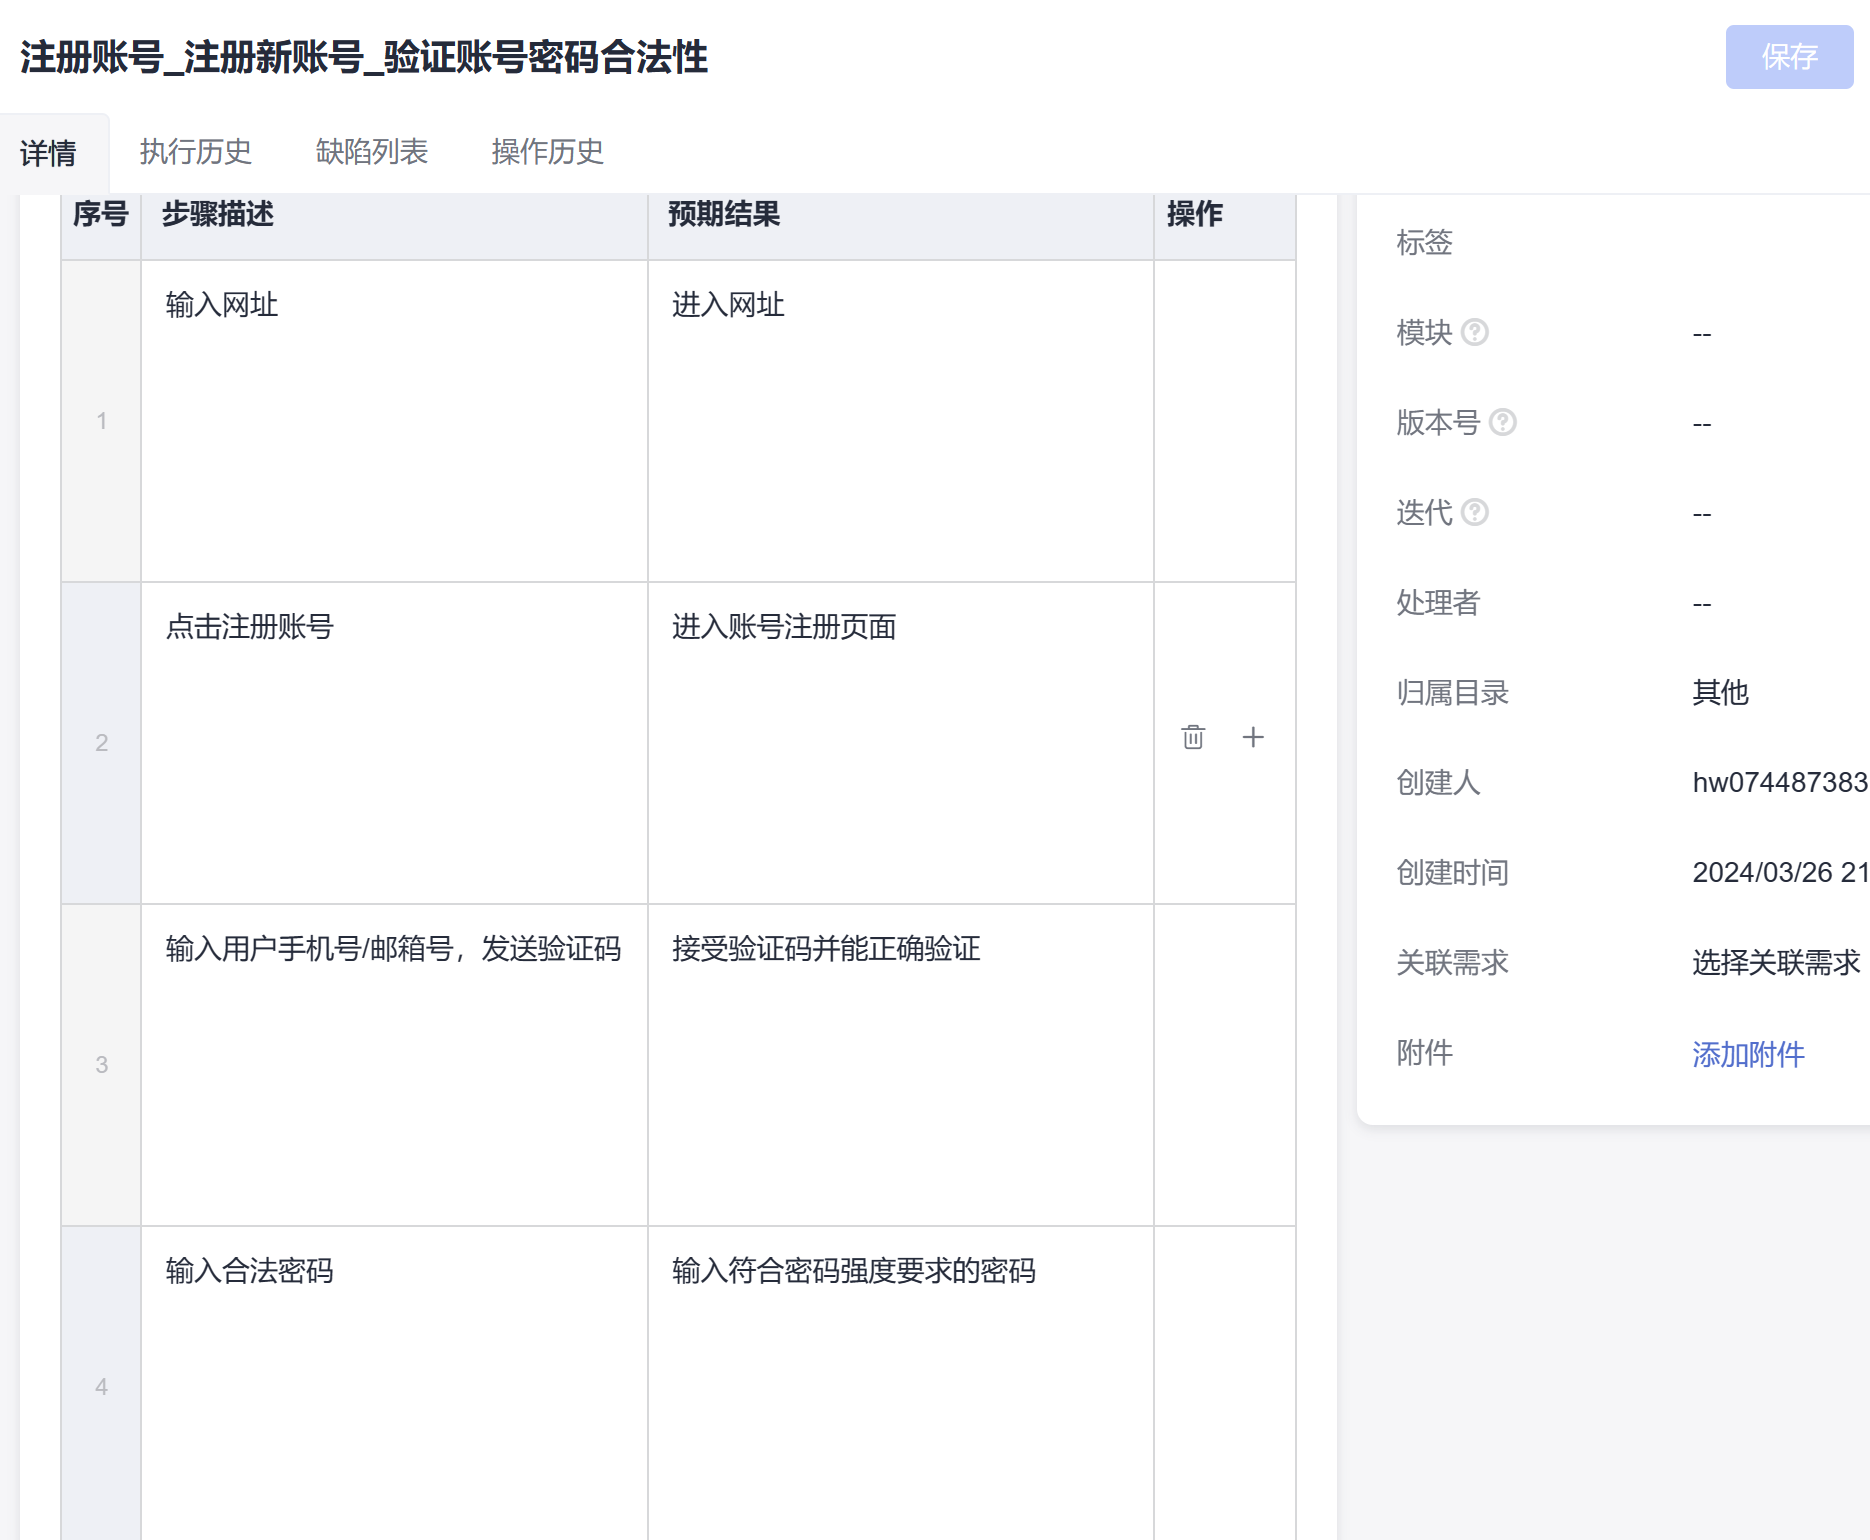 注册账号_注册新账号_验证账号密码合法性
保存
详情 执行历史 缺陷列表 操作历史
序号 步骤描述 预期结果 操作
1 输入网址 进入网址
2 点击注册账号 进入账号注册页面
3 输入用户手机号/邮箱号，发送验证码 接受验证码并能正确验证
4 输入合法密码 输入符合密码强度要求的密码
标签
模块 --
版本号 --
迭代 --
处理者 --
归属目录 其他
创建人 hw074487383
创建时间 2024/03/26 21
关联需求 选择关联需求
附件 添加附件